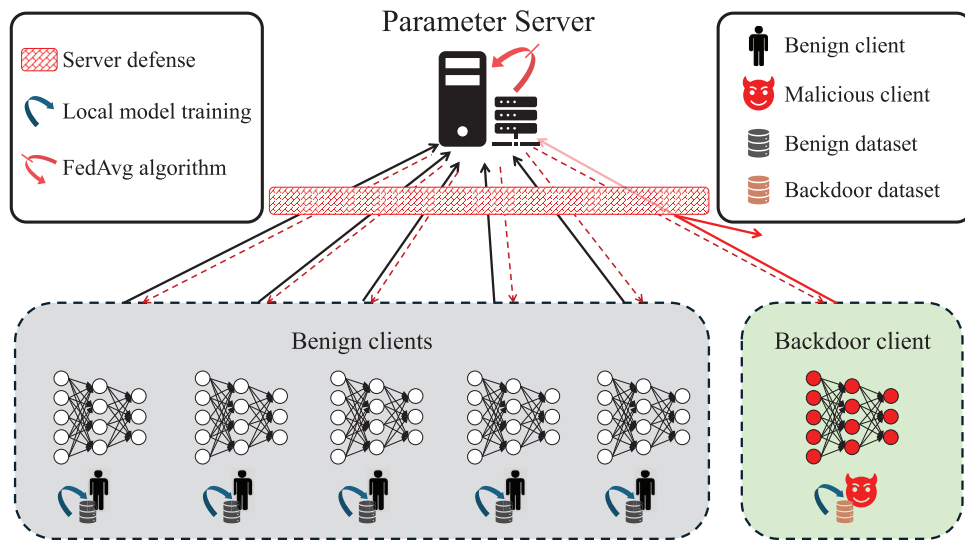 Parameter Server
Server defense
Local model training
FedAvg algorithm
Benign client
Malicious client
Benign dataset
Backdoor dataset
Benign clients
Backdoor client